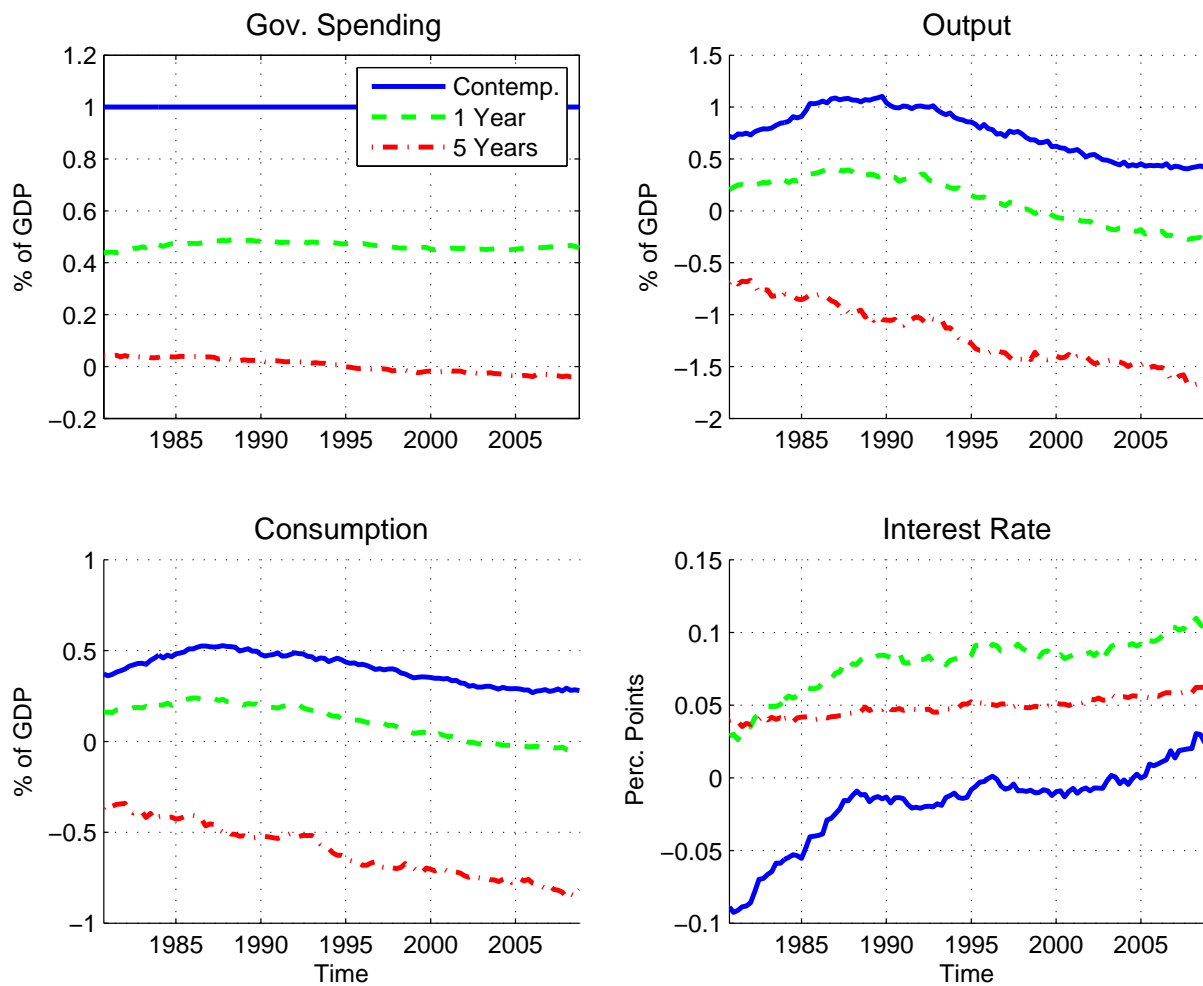 Gov. Spending
1.2
1
0.8
0.6
0.4
0.2
0
−0.2
% of GDP
Contemp.
1 Year
5 Years
1985 1990 1995 2000 2005
Output
1.5
1
0.5
0
−0.5
−1
−1.5
−2
% of GDP
1985 1990 1995 2000 2005
Consumption
1
0.5
0
−0.5
−1
% of GDP
1985 1990 1995 2000 2005
Time
Interest Rate
0.15
0.1
0.05
0
−0.05
−0.1
Perc. Points
1985 1990 1995 2000 2005
Time